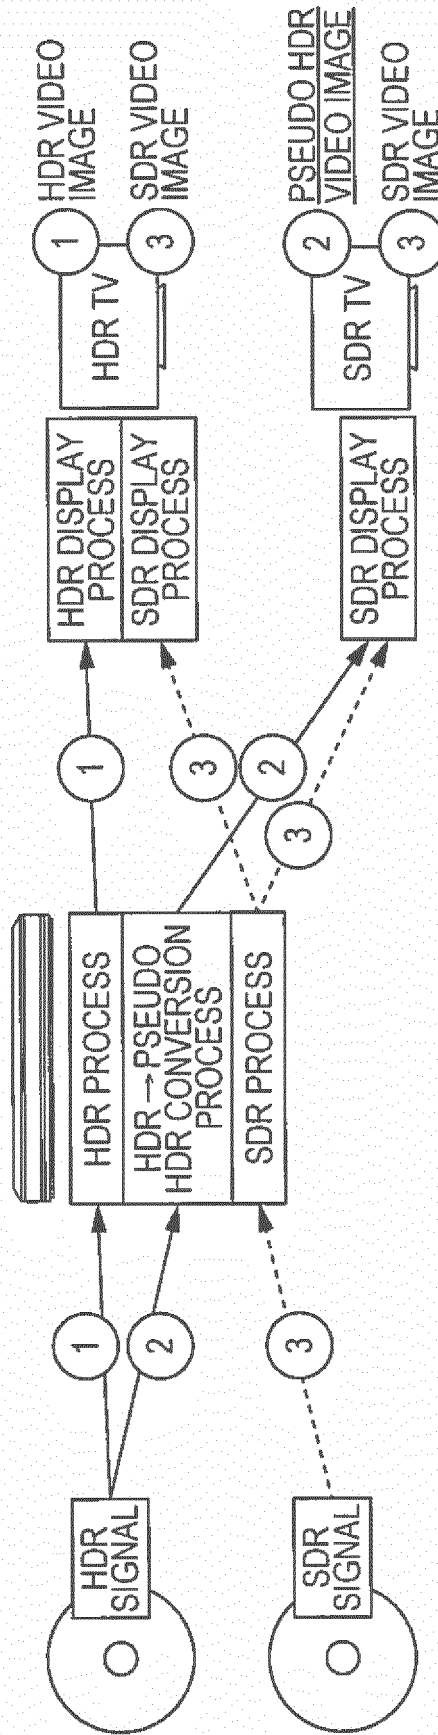 HDR
SIGNAL
SDR
SIGNAL
1
2
3
HDR PROCESS
HDR→PSEUDO
HDR CONVERSION
PROCESS
SDR PROCESS
1
3
2
3
HDR DISPLAY
PROCESS
SDR DISPLAY
PROCESS
SDR DISPLAY
PROCESS
HDR TV
1
HDR VIDEO
IMAGE
3
SDR VIDEO
IMAGE
SDR TV
2
PSEUDO HDR
VIDEO IMAGE
3
SDR VIDEO
IMAGE